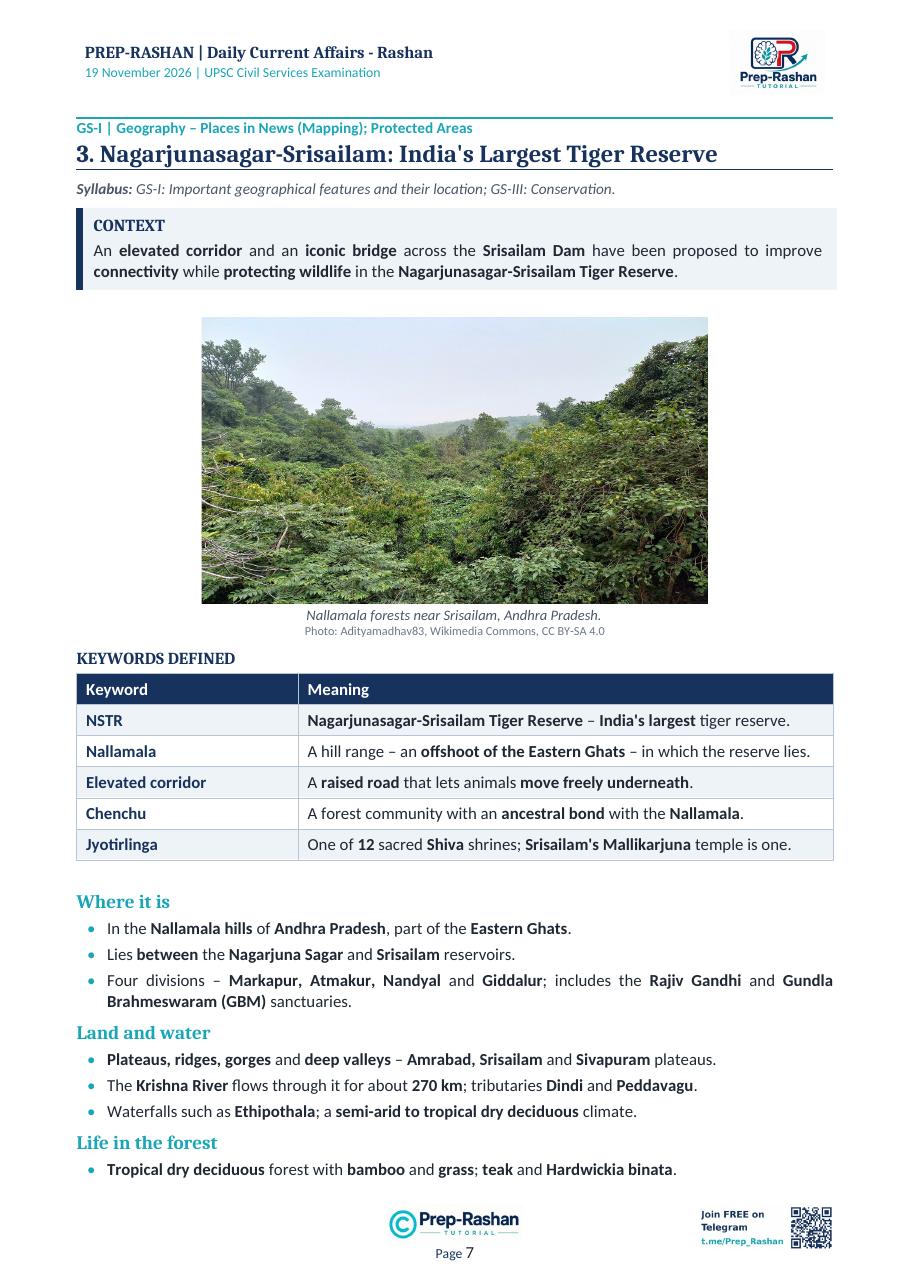 PREP-RASHAN | Daily Current Affairs - Rashan
19 November 2026 | UPSC Civil Services Examination
Prep-Rashan
TUTORIAL
GS-I | Geography – Places in News (Mapping); Protected Areas
3. Nagarjunasagar-Srisailam: India's Largest Tiger Reserve
Syllabus: GS-I: Important geographical features and their location; GS-III: Conservation.
CONTEXT
An elevated corridor and an iconic bridge across the Srisailam Dam have been proposed to improve
connectivity while protecting wildlife in the Nagarjunasagar-Srisailam Tiger Reserve.
Nallamala forests near Srisailam, Andhra Pradesh.
Photo: Adityamadhav83, Wikimedia Commons, CC BY-SA 4.0
KEYWORDS DEFINED
Keyword Meaning
NSTR Nagarjunasagar-Srisailam Tiger Reserve – India's largest tiger reserve.
Nallamala A hill range – an offshoot of the Eastern Ghats – in which the reserve lies.
Elevated corridor A raised road that lets animals move freely underneath.
Chenchu A forest community with an ancestral bond with the Nallamala.
Jyotirlinga One of 12 sacred Shiva shrines; Srisailam's Mallikarjuna temple is one.
Where it is
• In the Nallamala hills of Andhra Pradesh, part of the Eastern Ghats.
• Lies between the Nagarjuna Sagar and Srisailam reservoirs.
• Four divisions – Markapur, Atmakur, Nandyal and Giddalur; includes the Rajiv Gandhi and Gundla
Brahmeswaram (GBM) sanctuaries.
Land and water
• Plateaus, ridges, gorges and deep valleys – Amrabad, Srisailam and Sivapuram plateaus.
• The Krishna River flows through it for about 270 km; tributaries Dindi and Peddavagu.
• Waterfalls such as Ethipothala; a semi-arid to tropical dry deciduous climate.
Life in the forest
• Tropical dry deciduous forest with bamboo and grass; teak and Hardwickia binata.
© Prep-Rashan
TUTORIAL
Page 7
Join FREE on
Telegram
t.me/Prep_Rashan